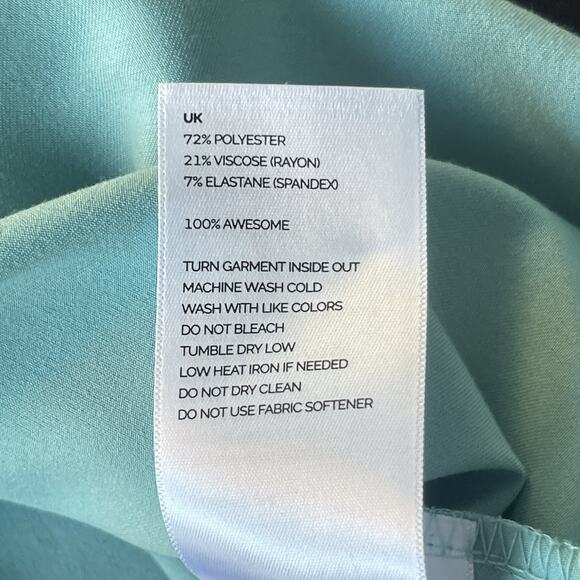 UK
72% POLYESTER
21% VISCOSE (RAYON)
7% ELASTANE (SPANDEX)
100% AWESOME
TURN GARMENT INSIDE OUT
MACHINE WASH COLD
WASH WITH LIKE COLORS
DO NOT BLEACH
TUMBLE DRY LOW
LOW HEAT IRON IF NEEDED
DO NOT DRY CLEAN
DO NOT USE FABRIC SOFTENER